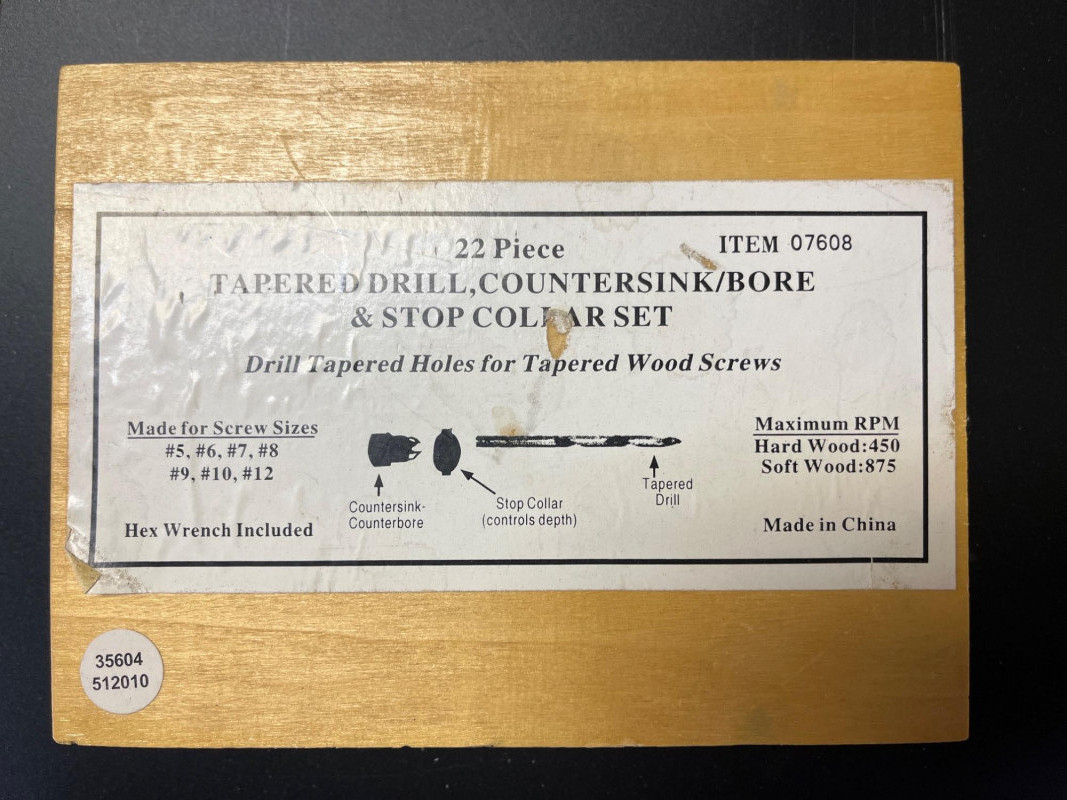 22 Piece
ITEM 07608
TAPERED DRILL,COUNTERSINK/BORE
& STOP COLLAR SET
Drill Tapered Holes for Tapered Wood Screws
Made for Screw Sizes
#5, #6, #7, #8
#9, #10, #12
Hex Wrench Included
Countersink-
Counterbore
Stop Collar
(controls depth)
Tapered
Drill
Maximum RPM
Hard Wood:450
Soft Wood:875
Made in China
35604
512010